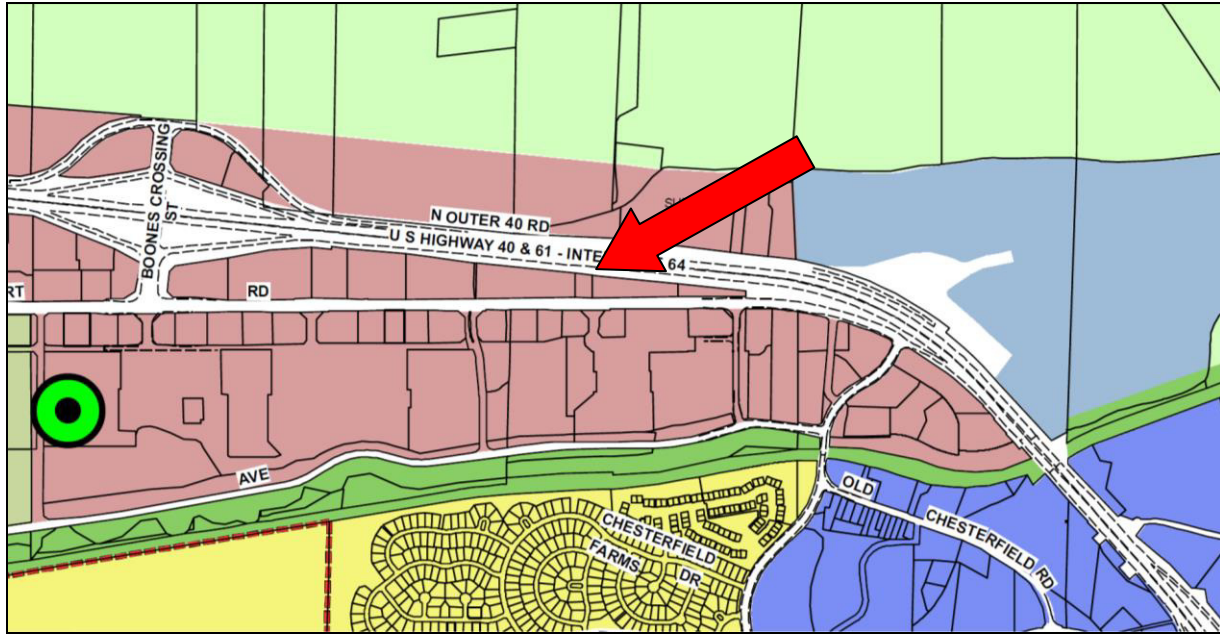 BOONES CROSSING
ST
N OUTER 40 RD
U S HIGHWAY 40 & 61 - INTE 64
RT
RD
AVE
OLD
CHESTERFIELD RD
CHESTERFIELD
FARMS DR